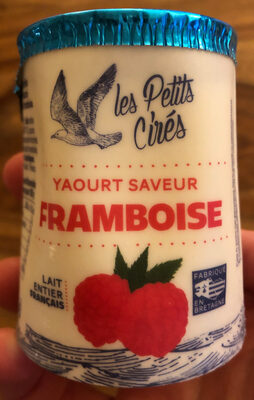 les Petits
Cirés
YAOURT SAVEUR
FRAMBOISE
LAIT
ENTIER
FRANÇAIS
FABRIQUÉ
EN
BRETAGNE